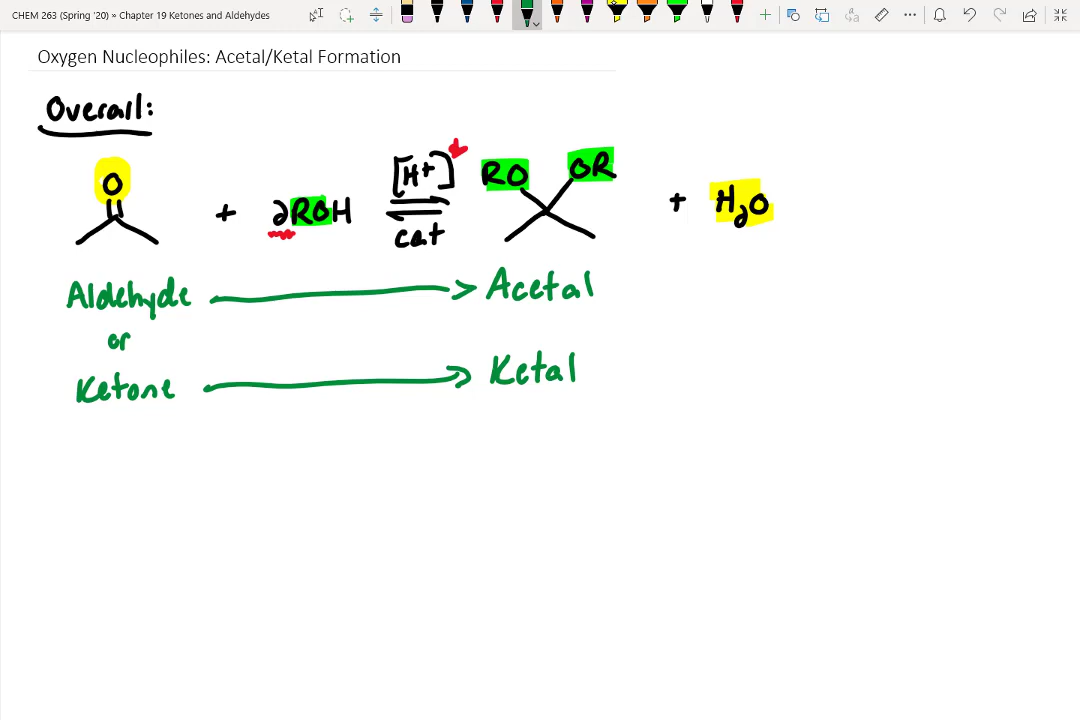 CHEM 263 (Spring '20) » Chapter 19 Ketones and Aldehydes
Oxygen Nucleophiles: Acetal/Ketal Formation
Overall:
O + 2ROH [H+] cat RO OR + H2O
Aldehyde → Acetal
or
Ketone → Ketal